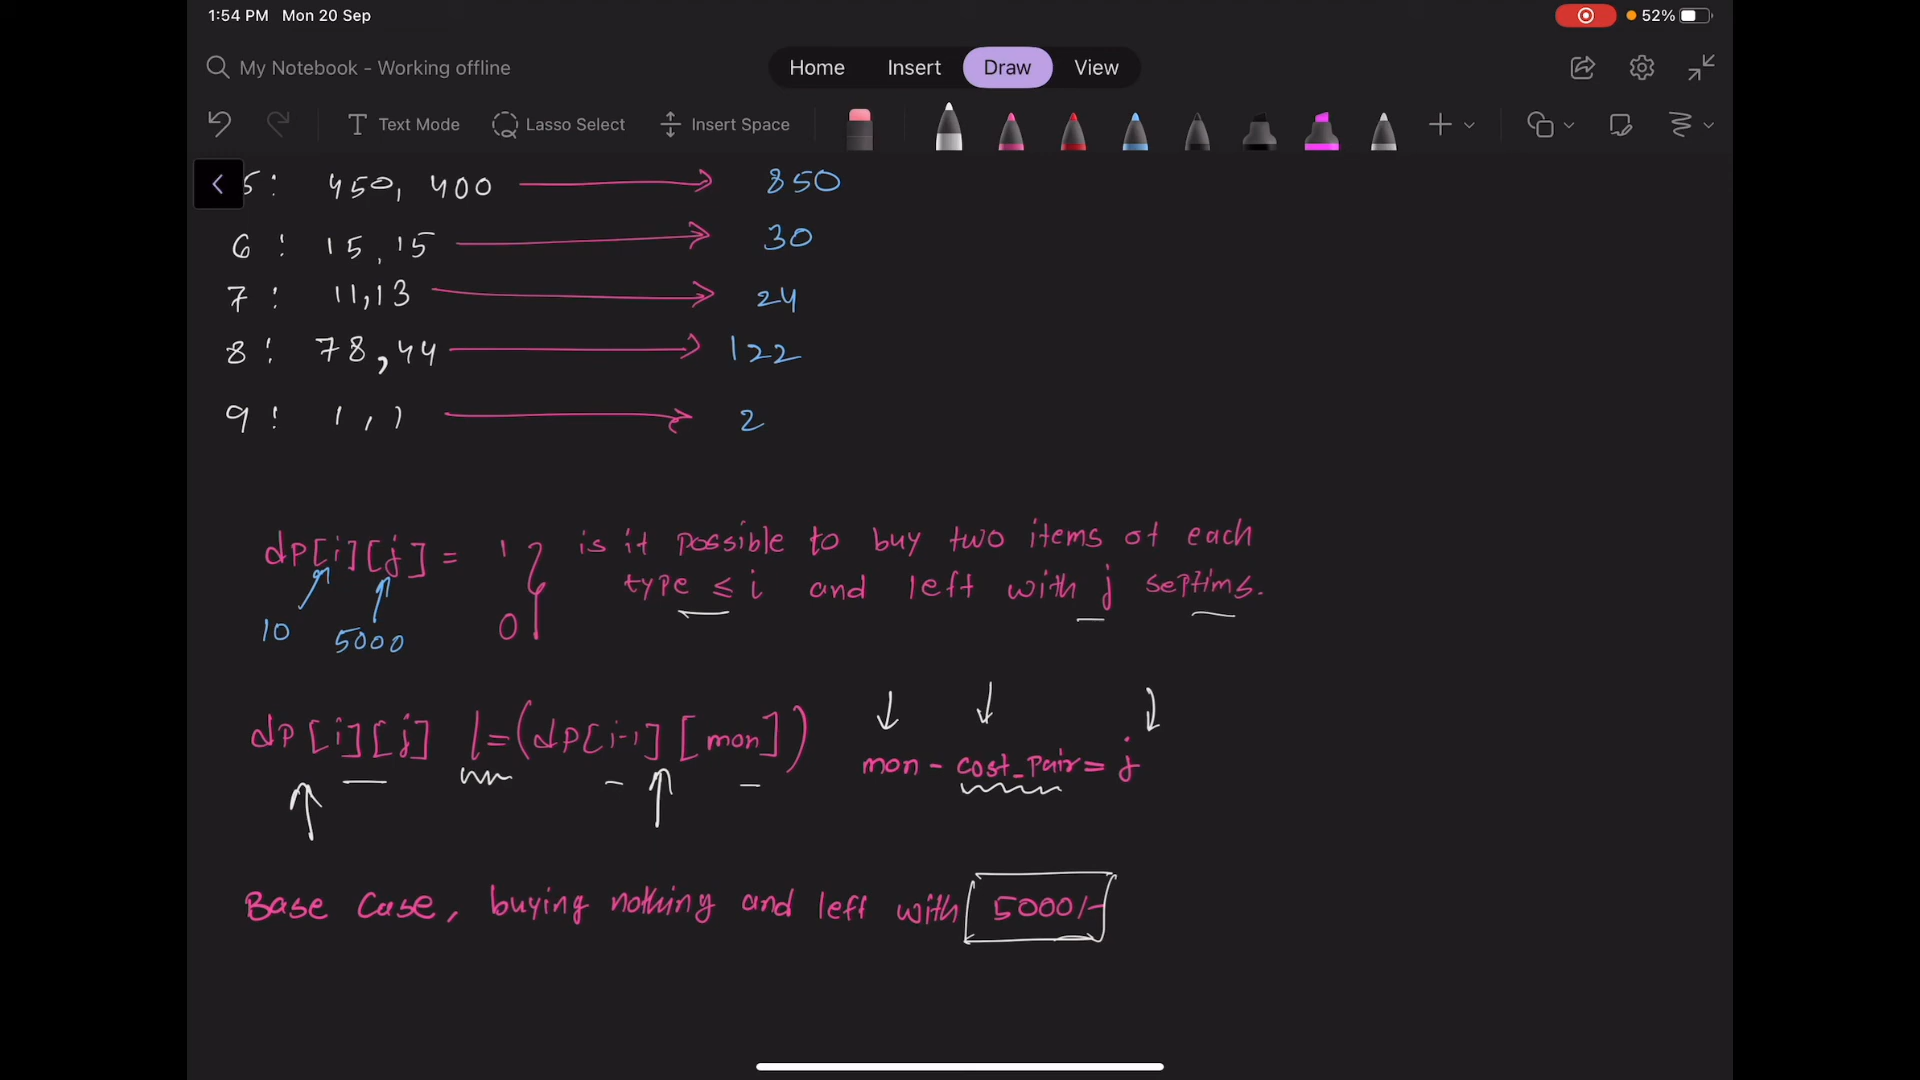 1:54 PM Mon 20 Sep 52%
My Notebook - Working offline Home Insert Draw View
Text Mode Lasso Select Insert Space
5: 450, 400 → 850
6: 15, 15 → 30
7: 11, 13 → 24
8: 78, 44 → 122
9: 1, 1 → 2
dp[i][j] = 1 is it possible to buy two items of each
type ≤ i and left with j septims.
10 5000 0
dp[i][j] |= (dp[i-1][mon]) mon - cost_pair = j
Base Case, buying nothing and left with 5000/-